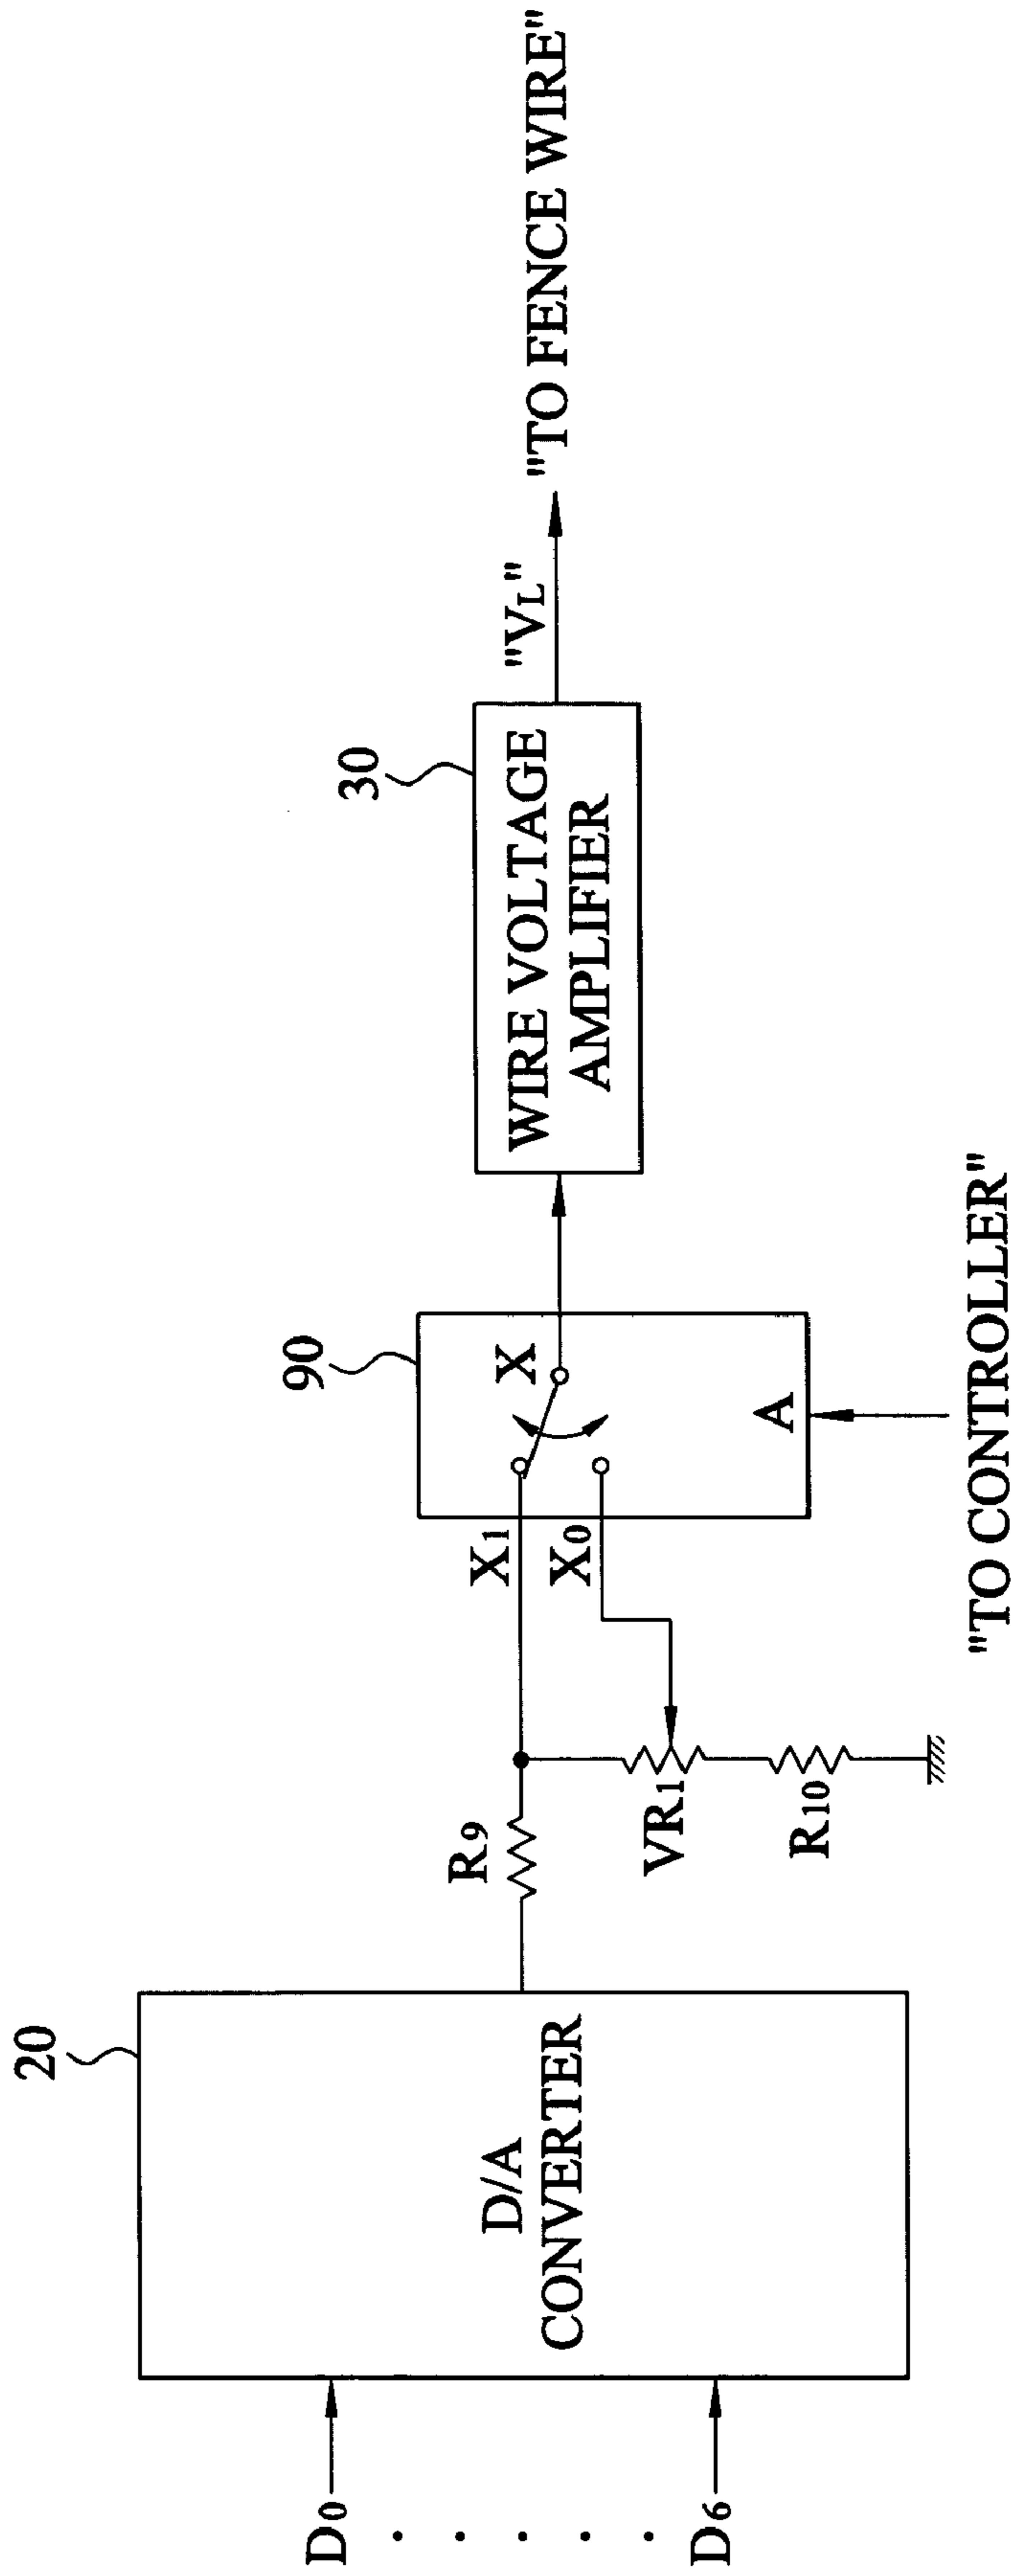 20
D0
D6
D/A
CONVERTER
R9
VR1
R10
X1
X0
90
X
A
"TO CONTROLLER"
30
WIRE VOLTAGE
AMPLIFIER
"VL"
"TO FENCE WIRE"